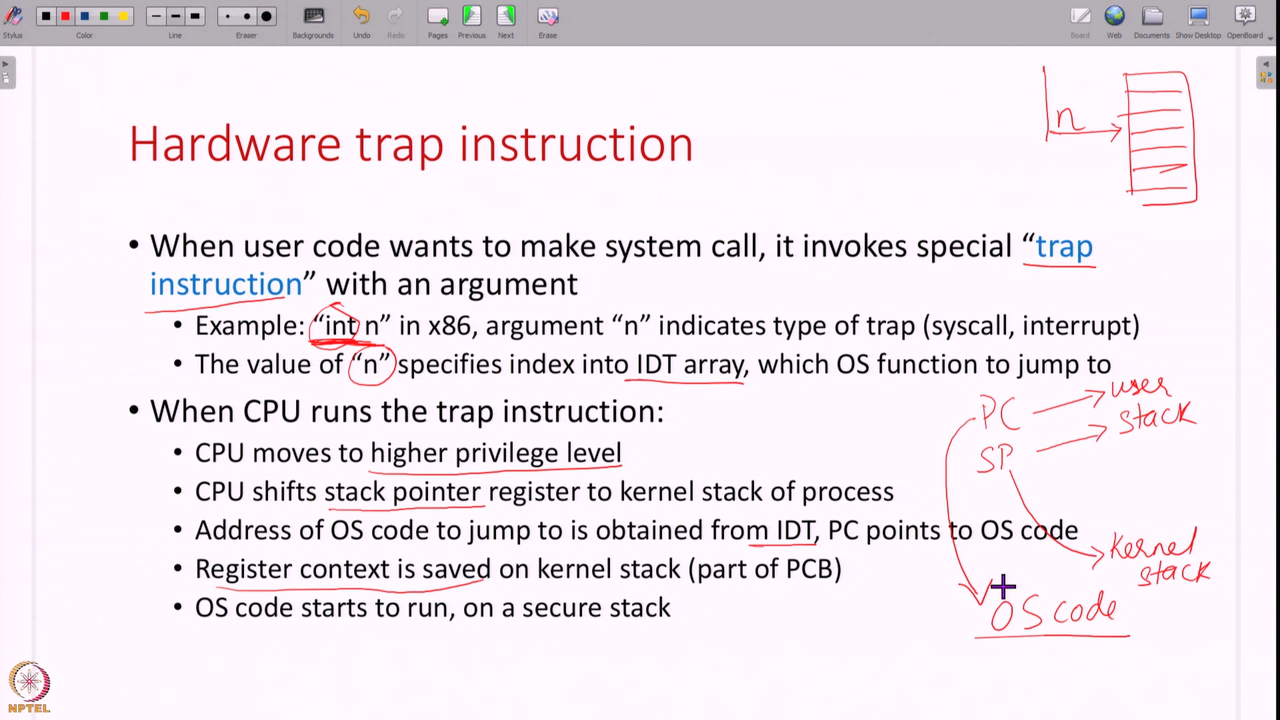 Stylus
Color
Line
Eraser
Backgrounds
Undo
Redo
Pages
Previous
Next
Erase
Board
Web
Documents
Show Desktop
OpenBoard
n
Hardware trap instruction
• When user code wants to make system call, it invokes special “trap
instruction” with an argument
• Example: “int n” in x86, argument “n” indicates type of trap (syscall, interrupt)
• The value of “n” specifies index into IDT array, which OS function to jump to
• When CPU runs the trap instruction:
• CPU moves to higher privilege level
• CPU shifts stack pointer register to kernel stack of process
• Address of OS code to jump to is obtained from IDT, PC points to OS code
• Register context is saved on kernel stack (part of PCB)
• OS code starts to run, on a secure stack
PC
SP
user
stack
kernel
stack
OS code
NPTEL